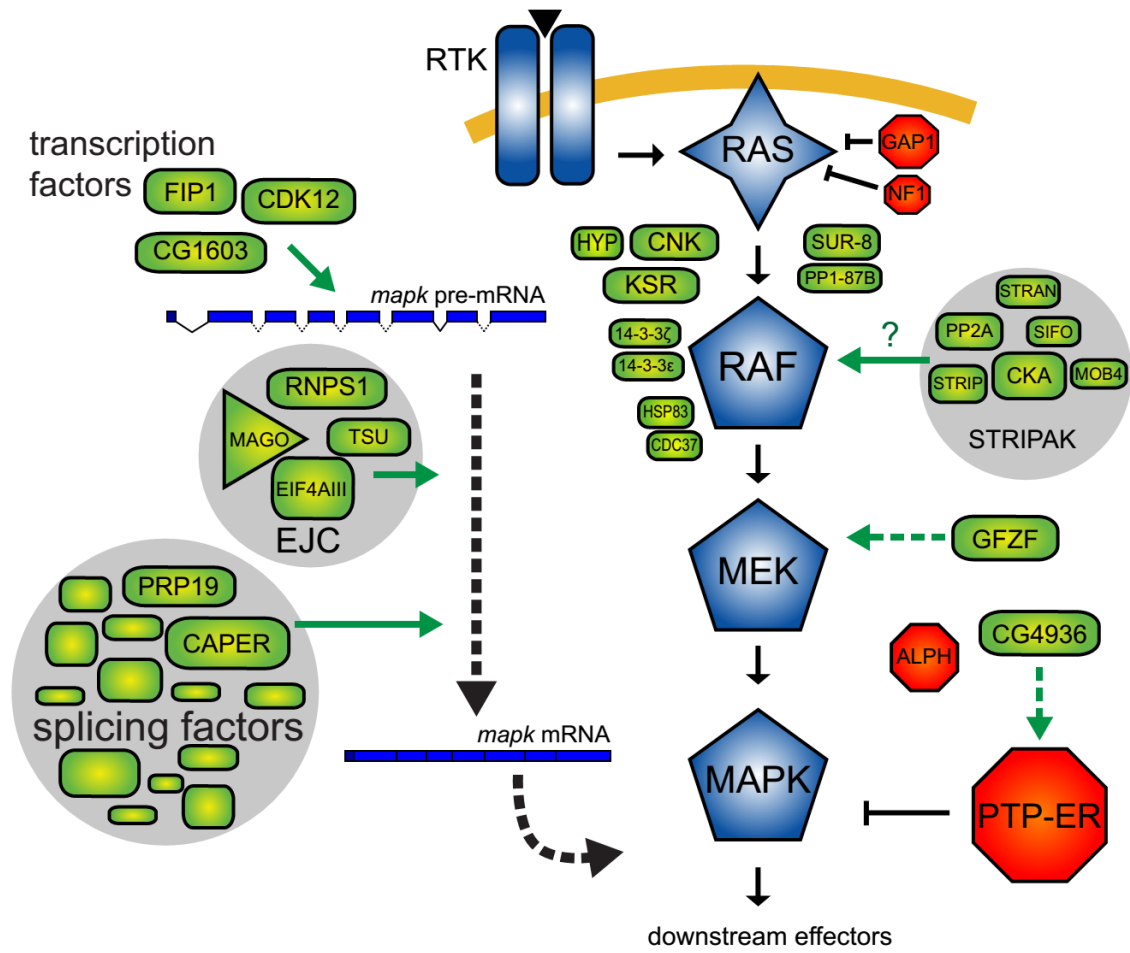 RTK
RAS
GAP1
NF1
transcription
factors
FIP1
CDK12
CG1603
mapk pre-mRNA
HYP
CNK
KSR
SUR-8
PP1-87B
14-3-3ζ
14-3-3ε
HSP83
CDC37
RAF
?
STRAN
PP2A
SIFO
STRIP
CKA
MOB4
STRIPAK
RNPS1
MAGO
TSU
EIF4AIII
EJC
MEK
GFZF
PRP19
CAPER
splicing factors
ALPH
CG4936
mapk mRNA
MAPK
PTP-ER
downstream effectors